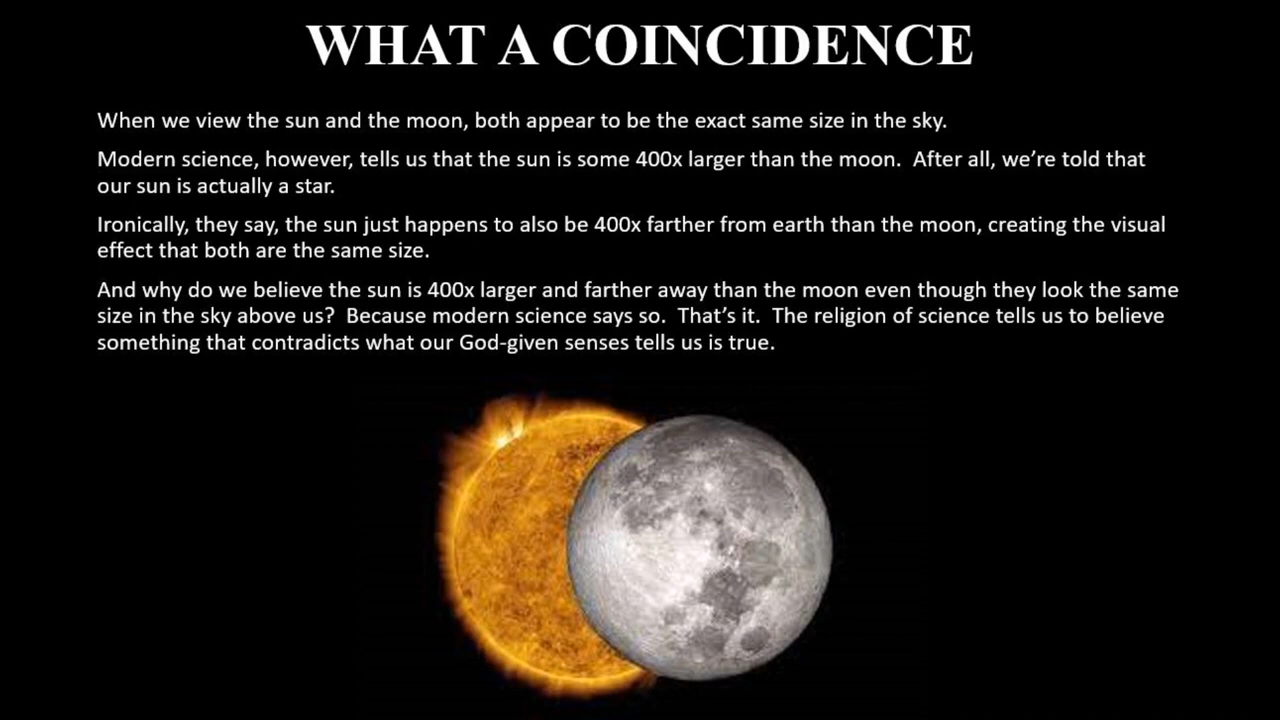 WHAT A COINCIDENCE
When we view the sun and the moon, both appear to be the exact same size in the sky.
Modern science, however, tells us that the sun is some 400x larger than the moon.  After all, we’re told that
our sun is actually a star.
Ironically, they say, the sun just happens to also be 400x farther from earth than the moon, creating the visual
effect that both are the same size.
And why do we believe the sun is 400x larger and farther away than the moon even though they look the same
size in the sky above us?  Because modern science says so.  That’s it.  The religion of science tells us to believe
something that contradicts what our God-given senses tells us is true.